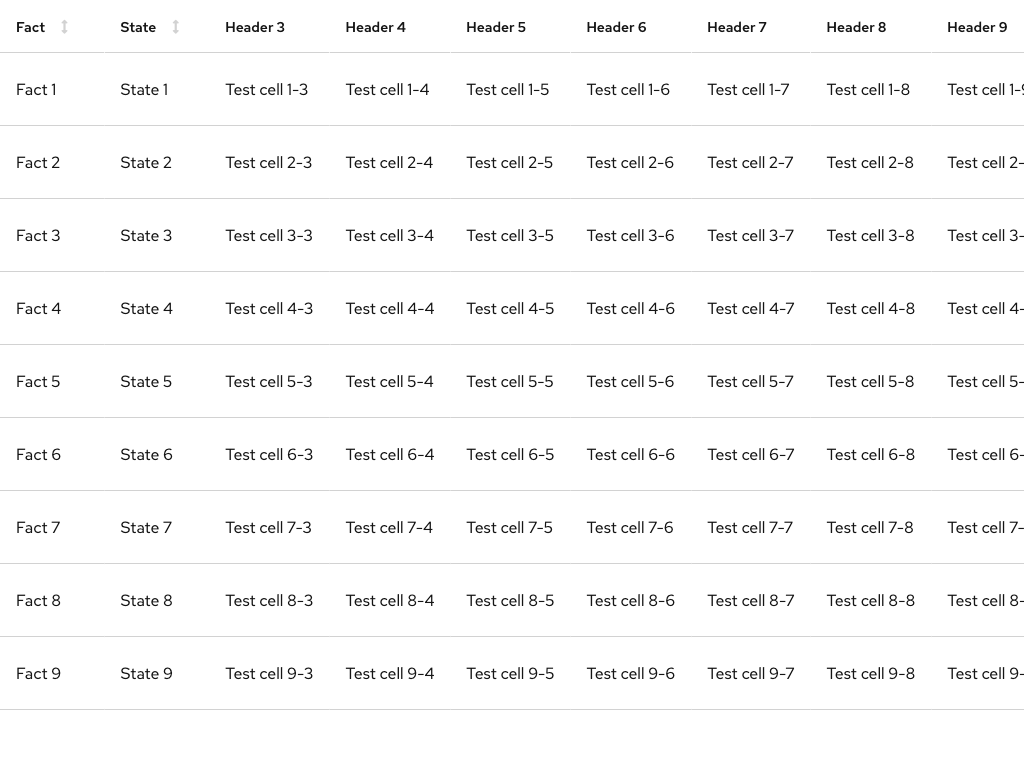 Fact State Header 3 Header 4 Header 5 Header 6 Header 7 Header 8 Header 9
Fact 1 State 1 Test cell 1-3 Test cell 1-4 Test cell 1-5 Test cell 1-6 Test cell 1-7 Test cell 1-8 Test cell 1-9
Fact 2 State 2 Test cell 2-3 Test cell 2-4 Test cell 2-5 Test cell 2-6 Test cell 2-7 Test cell 2-8 Test cell 2-
Fact 3 State 3 Test cell 3-3 Test cell 3-4 Test cell 3-5 Test cell 3-6 Test cell 3-7 Test cell 3-8 Test cell 3-
Fact 4 State 4 Test cell 4-3 Test cell 4-4 Test cell 4-5 Test cell 4-6 Test cell 4-7 Test cell 4-8 Test cell 4-
Fact 5 State 5 Test cell 5-3 Test cell 5-4 Test cell 5-5 Test cell 5-6 Test cell 5-7 Test cell 5-8 Test cell 5-
Fact 6 State 6 Test cell 6-3 Test cell 6-4 Test cell 6-5 Test cell 6-6 Test cell 6-7 Test cell 6-8 Test cell 6-
Fact 7 State 7 Test cell 7-3 Test cell 7-4 Test cell 7-5 Test cell 7-6 Test cell 7-7 Test cell 7-8 Test cell 7-
Fact 8 State 8 Test cell 8-3 Test cell 8-4 Test cell 8-5 Test cell 8-6 Test cell 8-7 Test cell 8-8 Test cell 8-
Fact 9 State 9 Test cell 9-3 Test cell 9-4 Test cell 9-5 Test cell 9-6 Test cell 9-7 Test cell 9-8 Test cell 9-